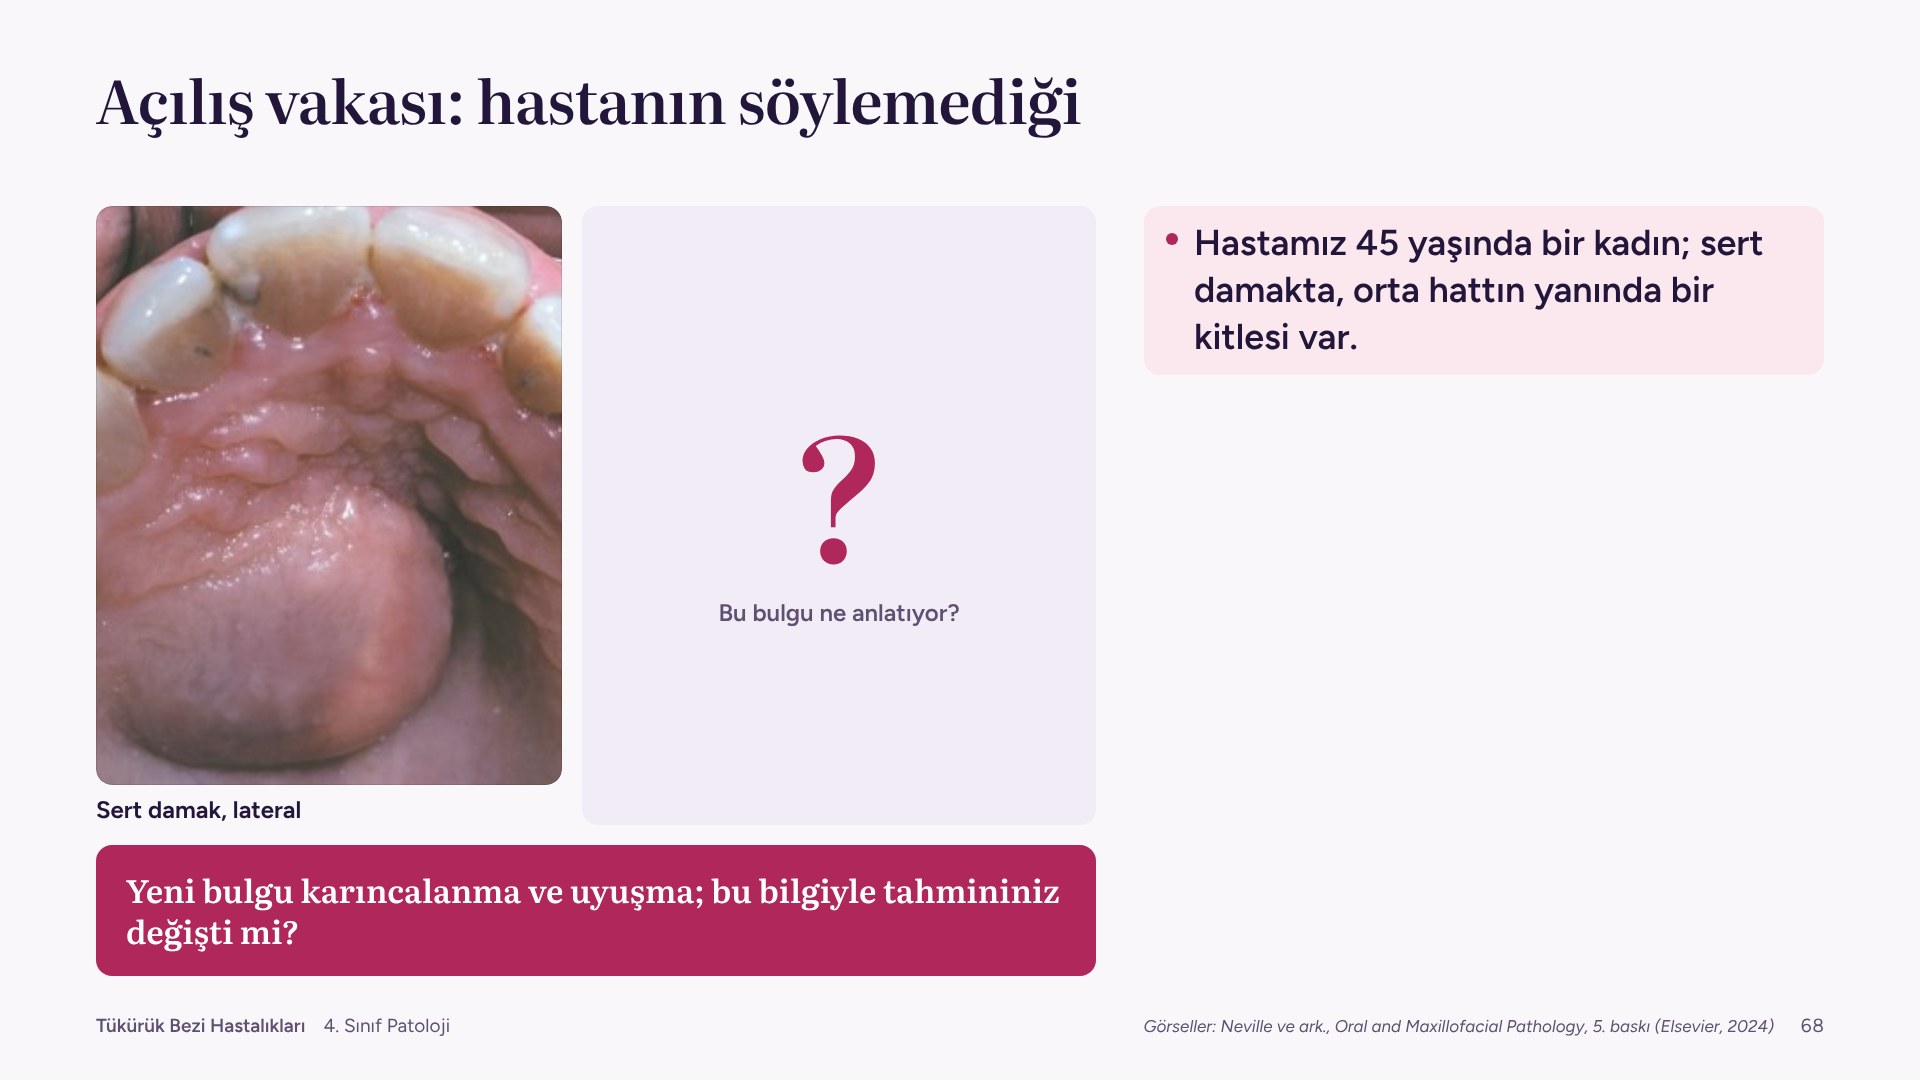 Açılış vakası: hastanın söylemediği
Sert damak, lateral
?
Bu bulgu ne anlatıyor?
Yeni bulgu karıncalanma ve uyuşma; bu bilgiyle tahmininiz
değişti mi?
• Hastamız 45 yaşında bir kadın; sert
damakta, orta hattın yanında bir
kitlesi var.
Tükürük Bezi Hastalıkları 4. Sınıf Patoloji
Görseller: Neville ve ark., Oral and Maxillofacial Pathology, 5. baskı (Elsevier, 2024) 68